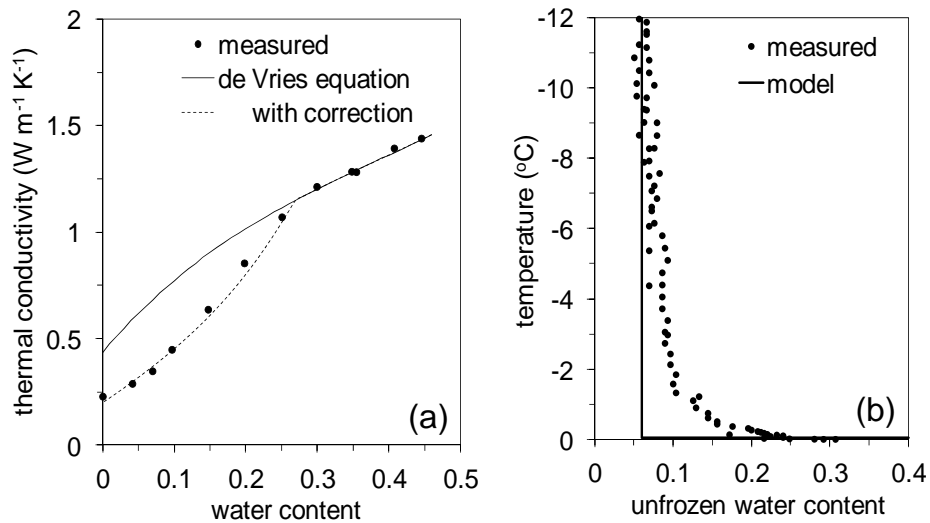 2
1.5
1
0.5
0
0 0.1 0.2 0.3 0.4 0.5
thermal conductivity (W m⁻¹ K⁻¹)
water content
measured
de Vries equation
with correction
(a)
-12
-10
-8
-6
-4
-2
0
0 0.1 0.2 0.3 0.4
temperature (ºC)
unfrozen water content
measured
model
(b)